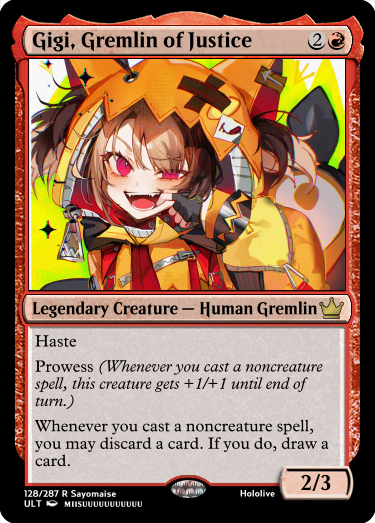 Gigi, Gremlin of Justice 2
Legendary Creature — Human Gremlin
Haste
Prowess (Whenever you cast a noncreature
spell, this creature gets +1/+1 until end of
turn.)
Whenever you cast a noncreature spell,
you may discard a card. If you do, draw a
card.
2/3
128/287 R Sayomaise Hololive
ULT